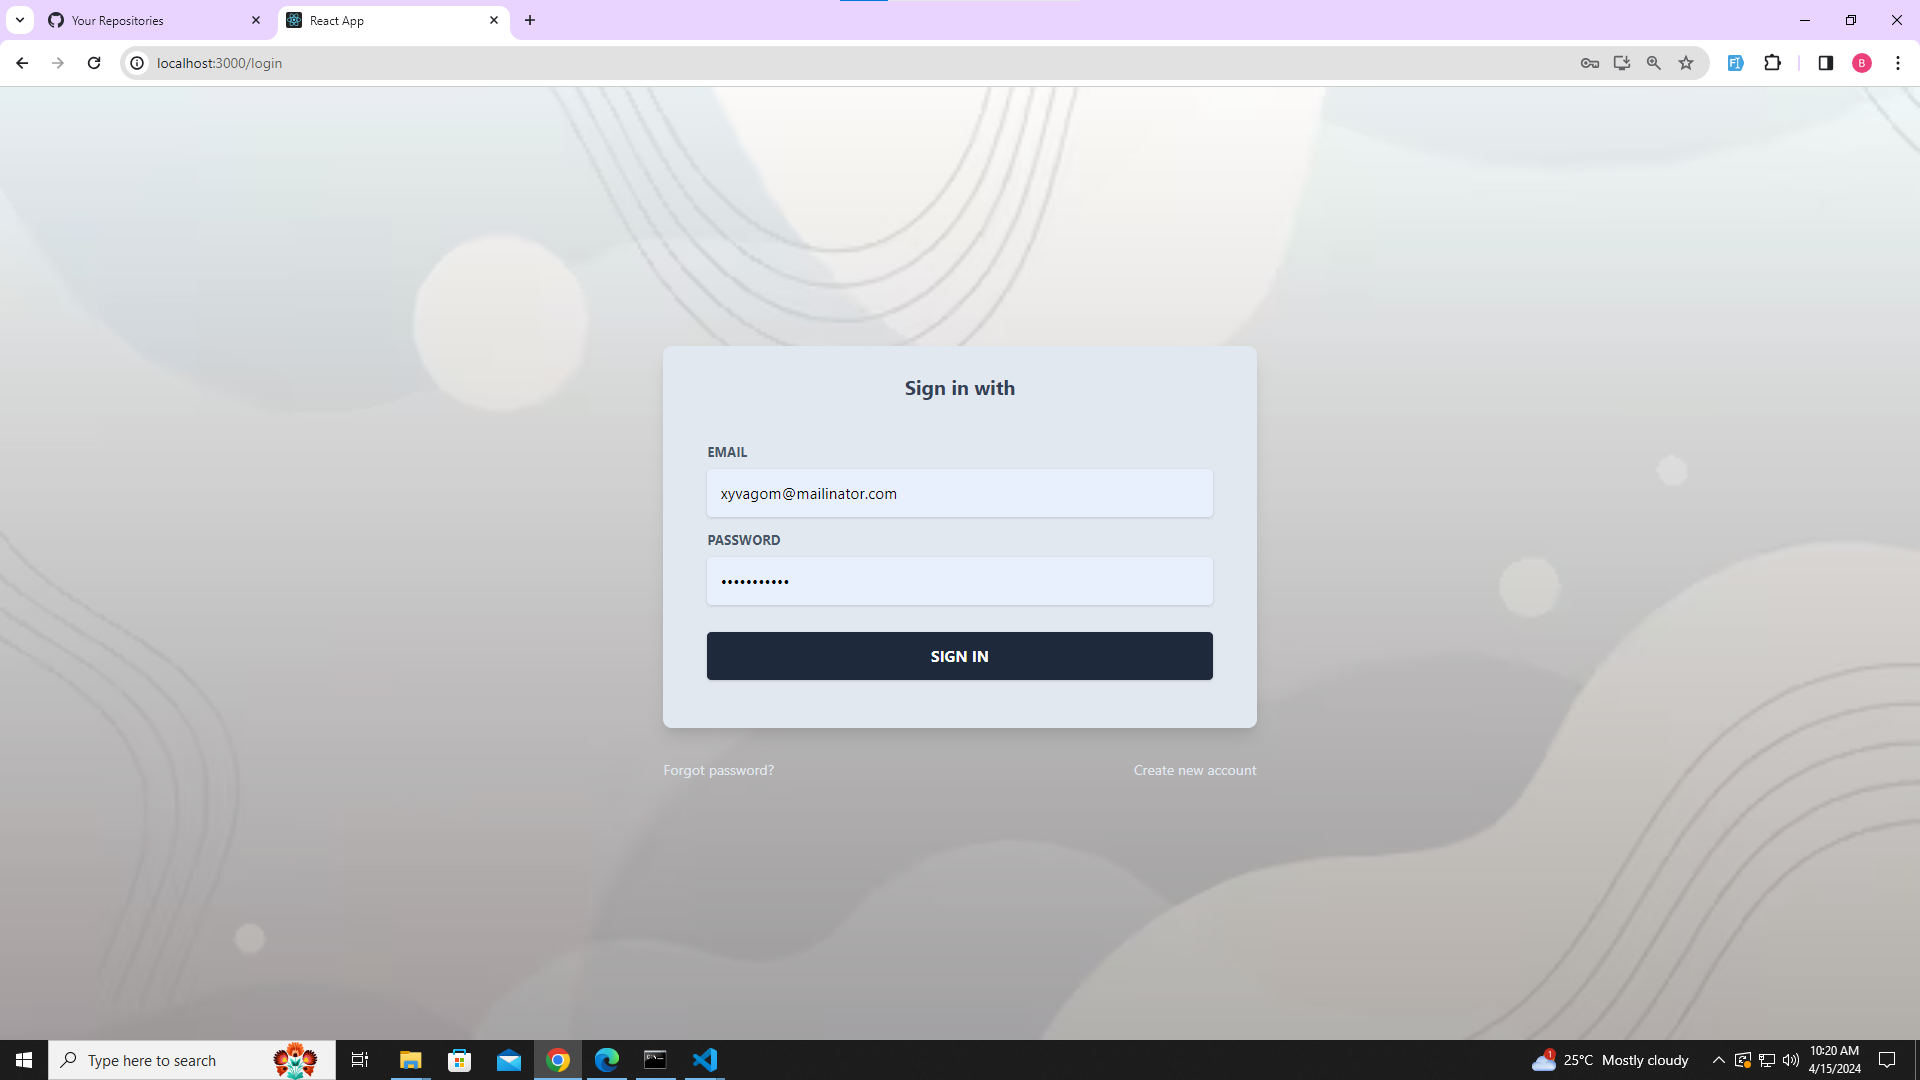 Your Repositories
React App
localhost:3000/login
B
Sign in with
EMAIL
xyvagom@mailinator.com
PASSWORD
•••••••••••
SIGN IN
Forgot password?
Create new account
Type here to search
1
25°C Mostly cloudy
10:20 AM
4/15/2024